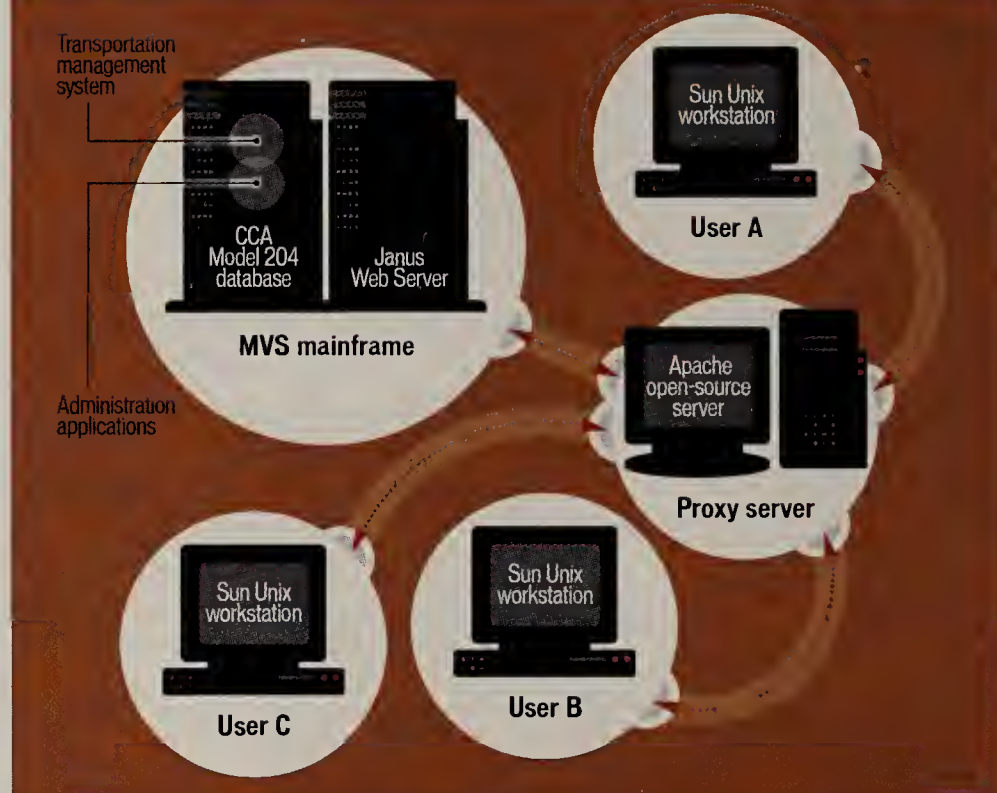 Transportation
management
system
CCA
Model 204
database
Janus
Web Server
MVS mainframe
Administration
applications
Sun Unix
workstation
User A
Apache
open-source
server
Proxy server
Sun Unix
workstation
User C
Sun Unix
workstation
User B